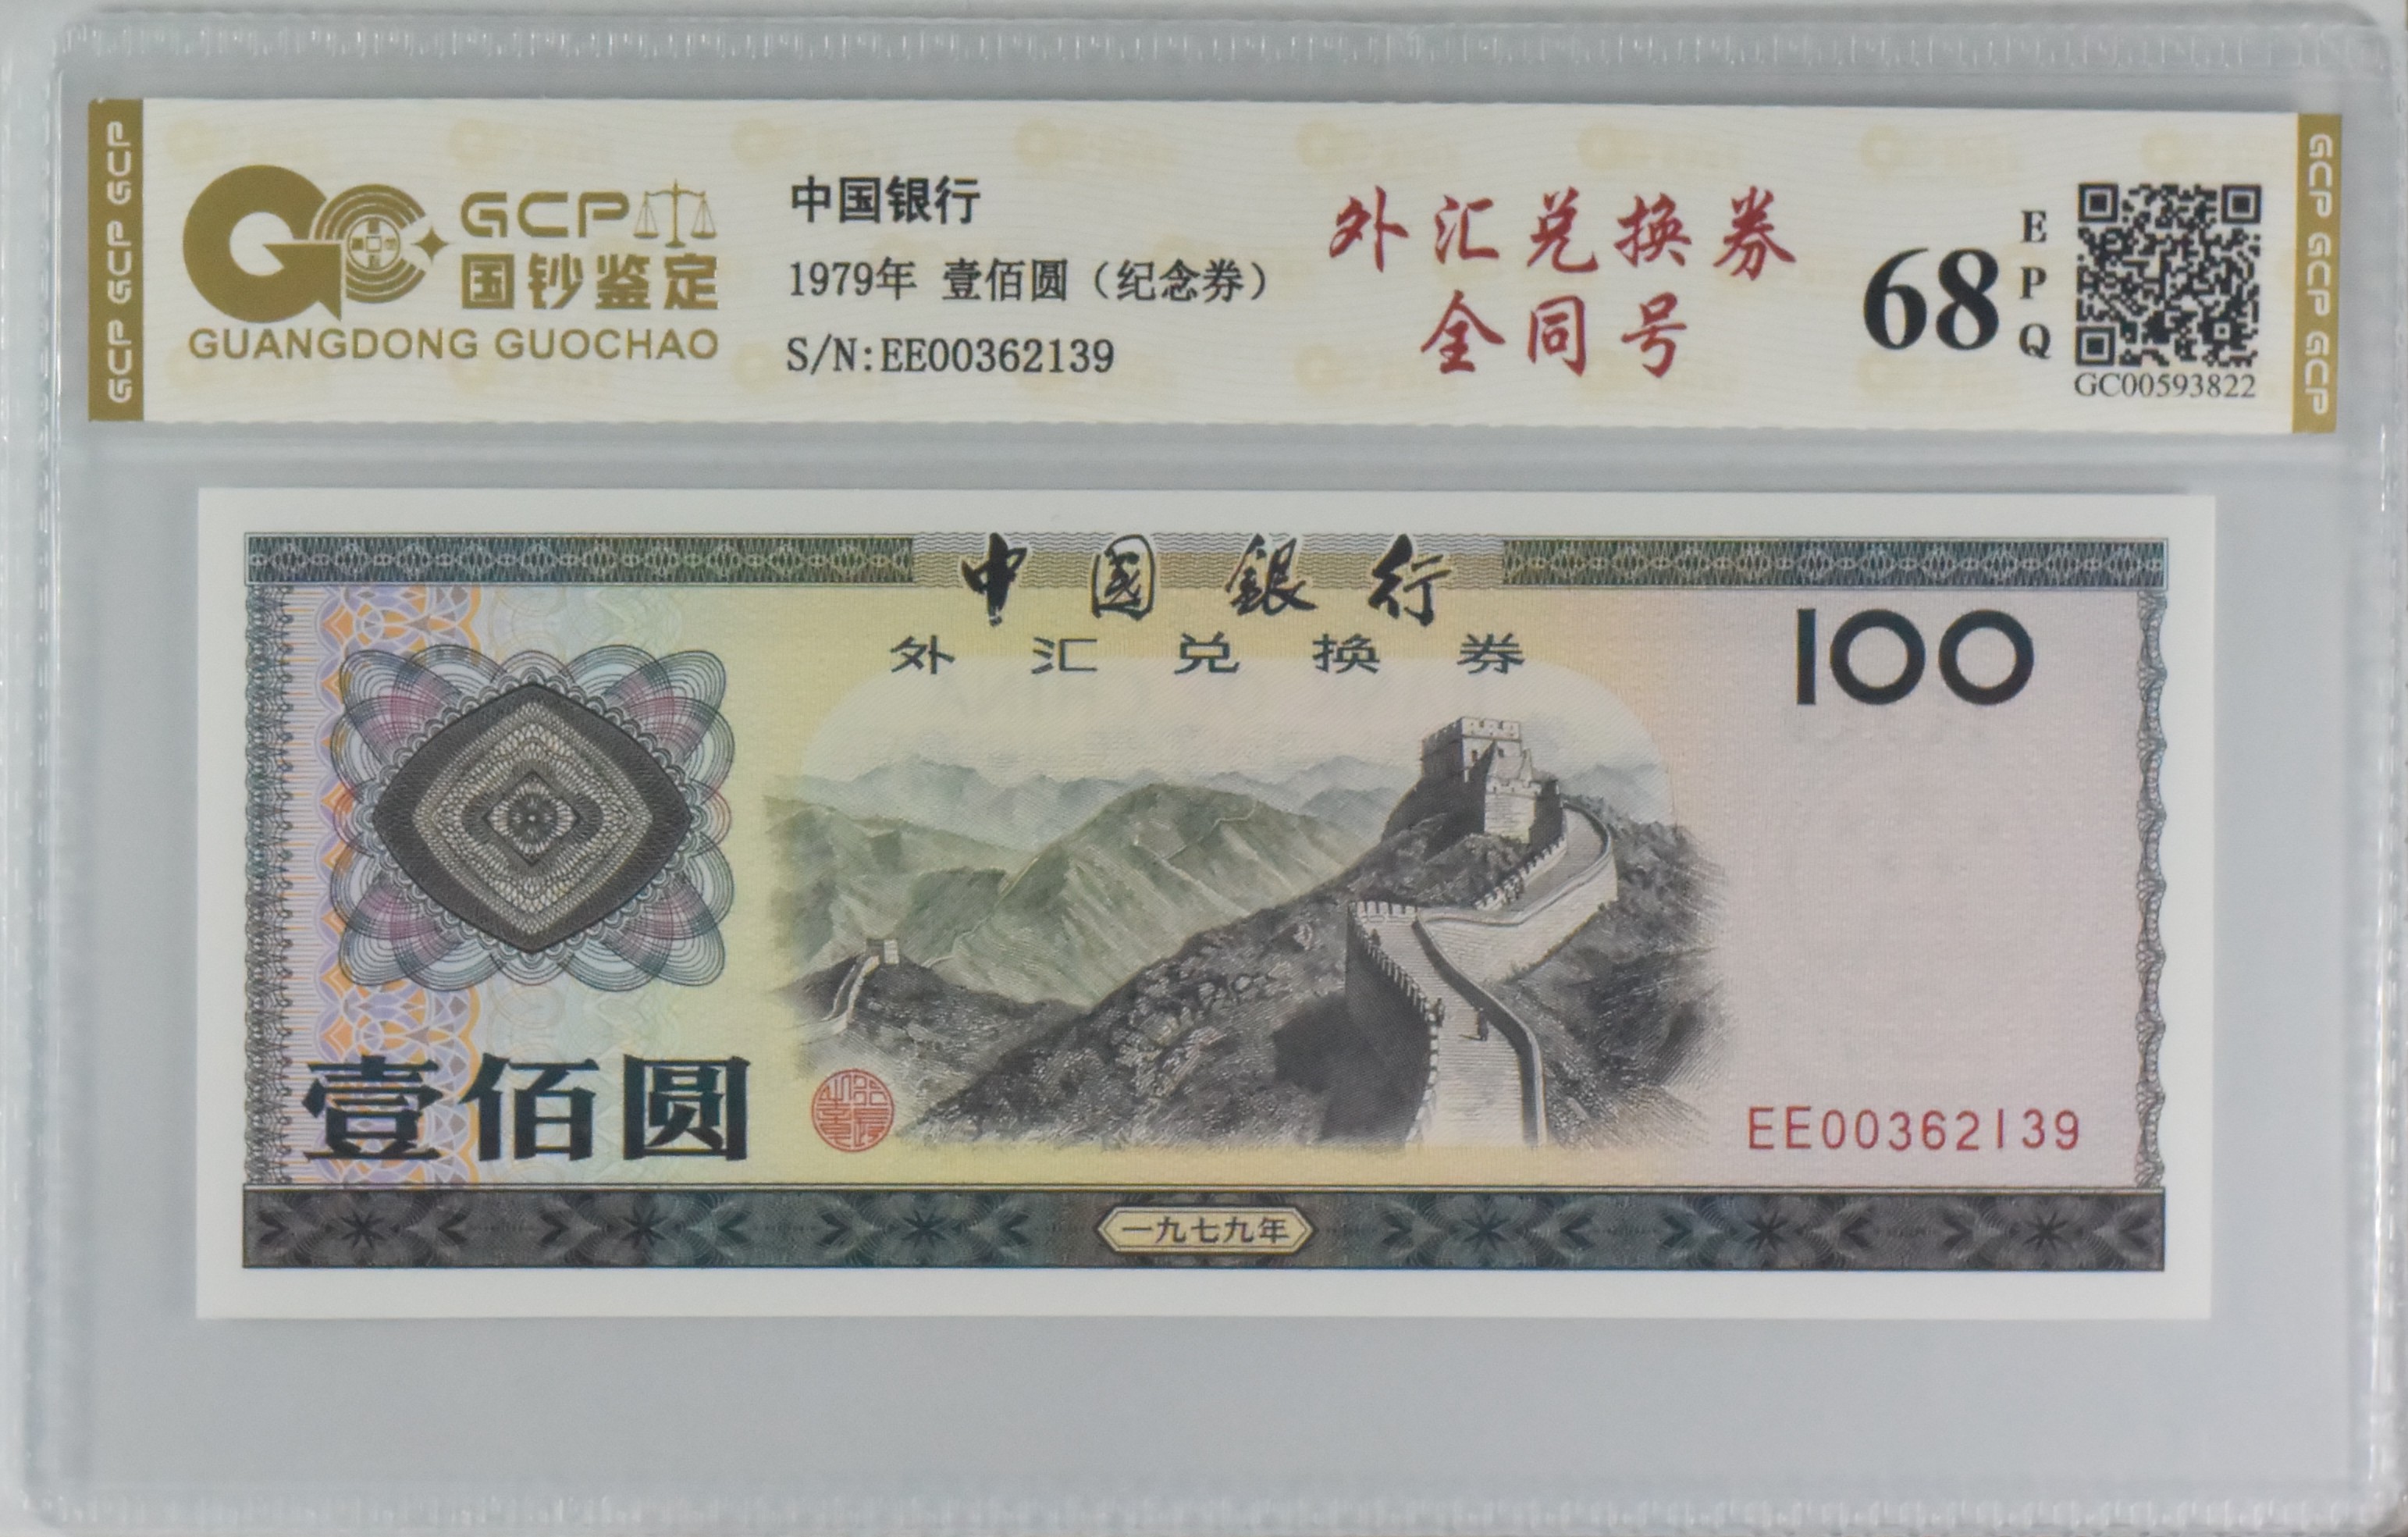 GCP GCP GCP
GCP
国钞鉴定
GUANGDONG GUOCHAO
中国银行
1979年 壹佰圆（纪念券）
S/N:EE00362139
外汇兑换券
全同号
68
EPQ
GC00593822
GCP GCP GCP
中國銀行
外汇兑换券
100
壹佰圆
EE00362139
一九七九年